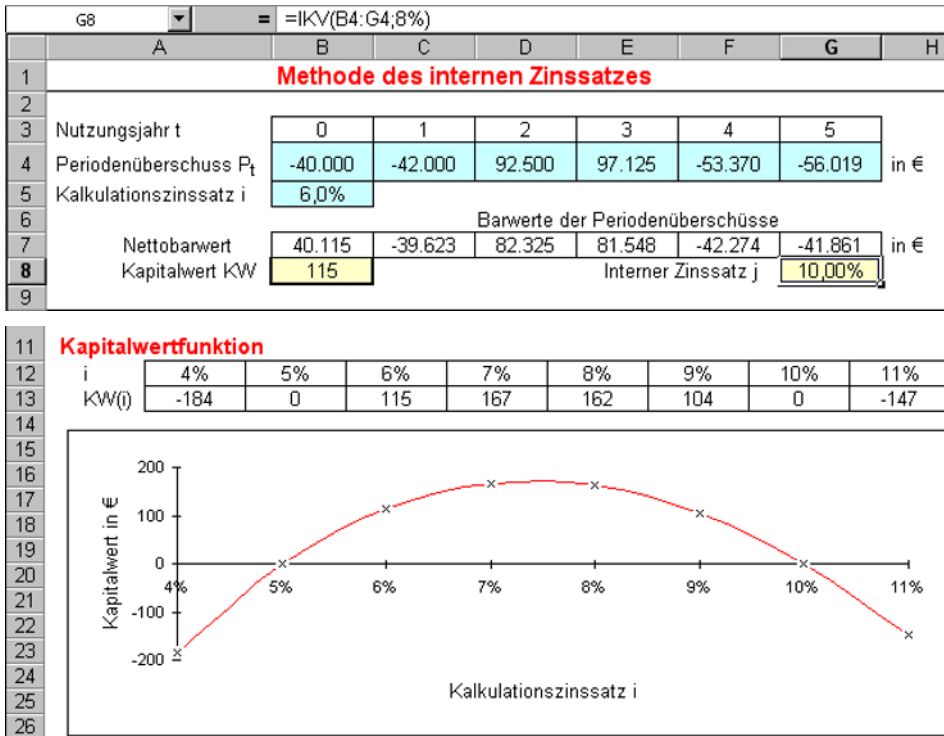 G8 = =IKV(B4:G4;8%)
A B C D E F G H
1 Methode des internen Zinssatzes
2
3 Nutzungsjahr t 0 1 2 3 4 5
4 Periodenüberschuss Pt -40.000 -42.000 92.500 97.125 -53.370 -56.019 in €
5 Kalkulationszinssatz i 6,0%
6 Barwerte der Periodenüberschüsse
7 Nettobarwert 40.115 -39.623 82.325 81.548 -42.274 -41.861 in €
8 Kapitalwert KW 115 Interner Zinssatz j 10,00%
9
11 Kapitalwertfunktion
12 i 4% 5% 6% 7% 8% 9% 10% 11%
13 KW(i) -184 0 115 167 162 104 0 -147
14
15
16 200
17
18 100
19
20 0
4% 5% 6% 7% 8% 9% 10% 11%
21
22 -100
23
24 -200
Kapitalwert in €
25 Kalkulationszinssatz i
26